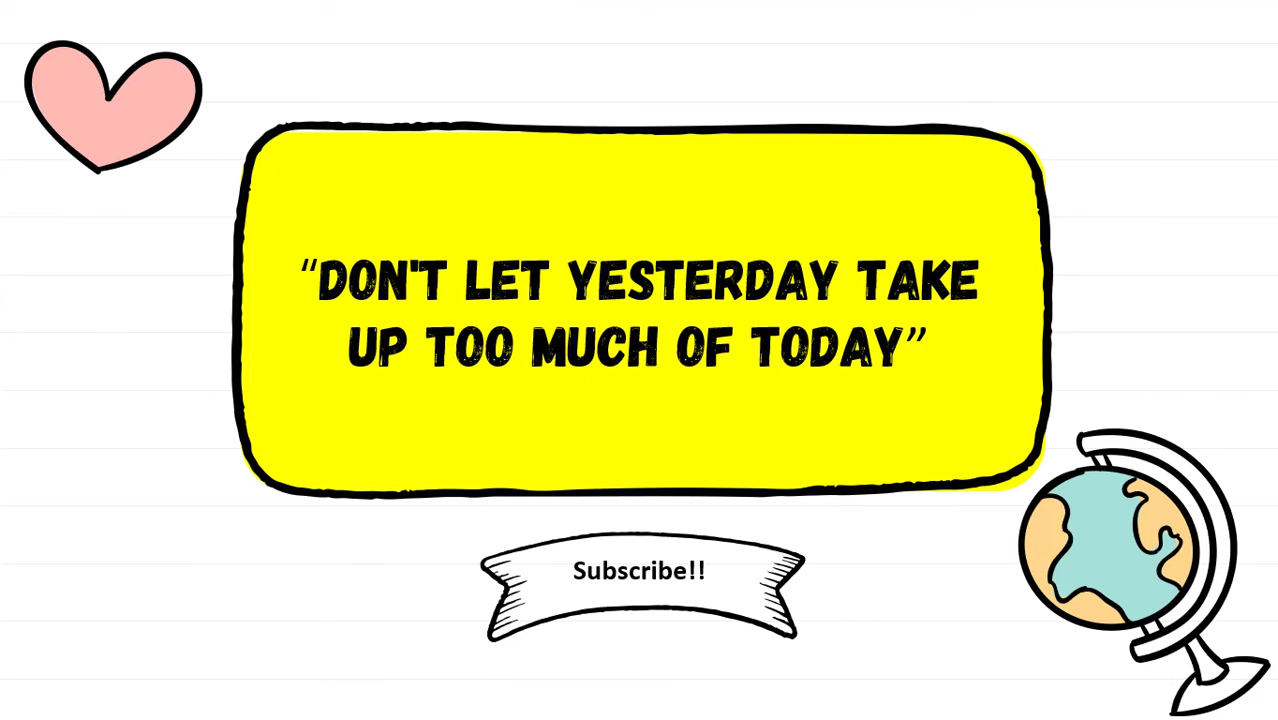 “DON'T LET YESTERDAY TAKE
UP TOO MUCH OF TODAY”
Subscribe!!